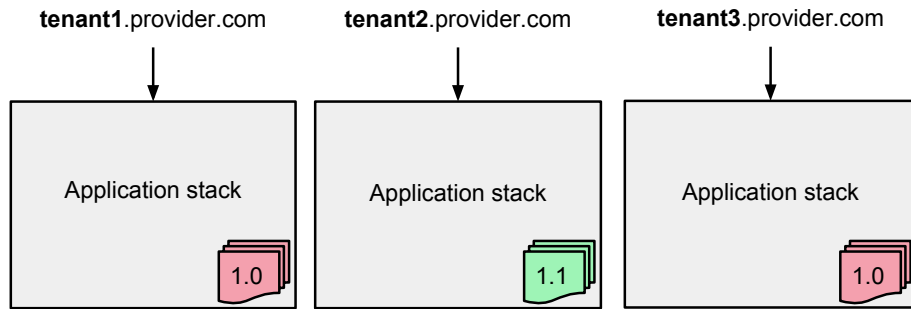 tenant1.provider.com
tenant2.provider.com
tenant3.provider.com
Application stack
Application stack
Application stack
1.0
1.1
1.0